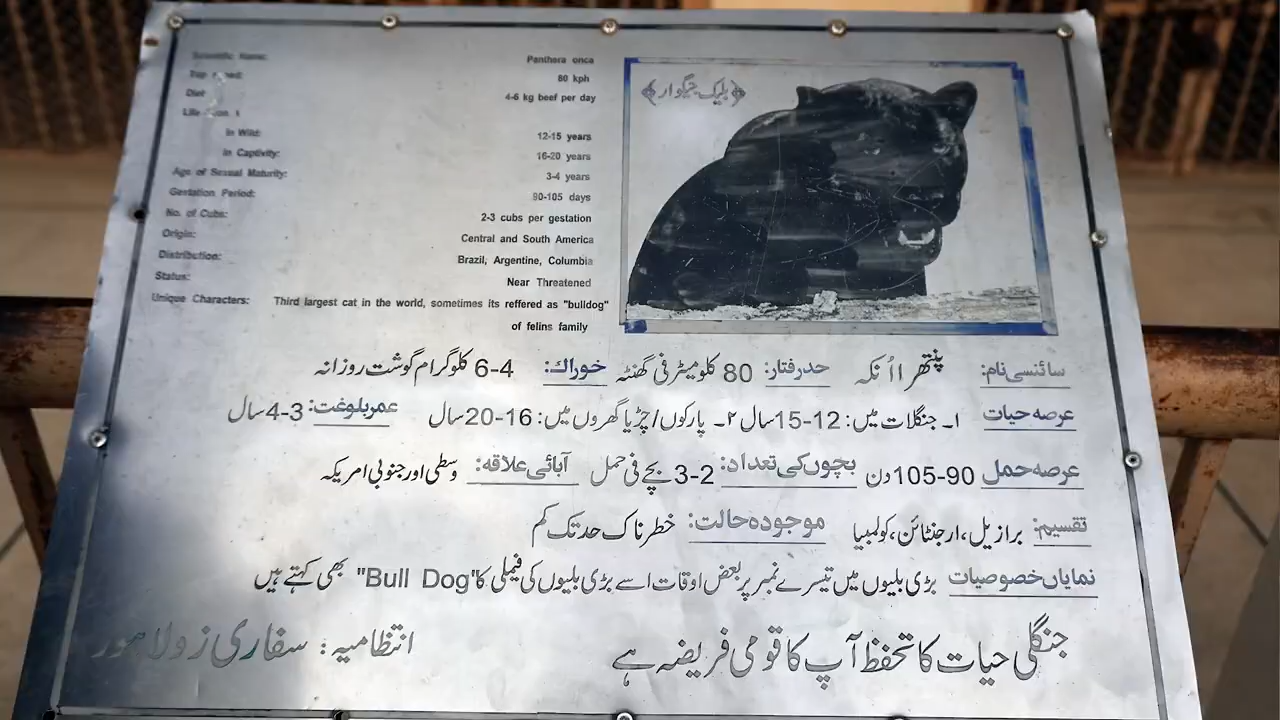 Scientific Name: Panthera onca
Top Speed: 80 kph
Diet 4-6 kg beef per day
Life
In Wild: 12-15 years
In Captivity: 16-20 years
Age of Sexual Maturity: 3-4 years
Gestation Period: 90-105 days
No. of Cubs: 2-3 cubs per gestation
Origin: Central and South America
Distribution: Brazil, Argentine, Columbia
Status: Near Threatened
Unique Characters: Third largest cat in the world, sometimes its reffered as "bulldog"
of felins family
بلیک جیگوار
سائنسی نام: پنتھرا اُنکہ حدرفتار: 80 کلومیٹر فی گھنٹہ خوراک: 4-6 کلوگرام گوشت روزانہ
عرصہ حیات ۱۔ جنگلات میں: 12-15 سال ۲۔ پارکوں/چڑیا گھروں میں: 16-20 سال عمر بلوغت: 3-4 سال
عرصہ حمل 90-105 دن بچوں کی تعداد: 2-3 بچے فی حمل آبائی علاقہ: وسطی اور جنوبی امریکہ
تقسیم: برازیل، ارجنٹائن، کولمبیا موجودہ حالت: خطرناک حد تک کم
نمایاں خصوصیات بڑی بلیوں میں تیسرے نمبر پر بعض اوقات اسے بڑی بلیوں کی فیملی کا "Bull Dog" بھی کہتے ہیں
جنگلی حیات کا تحفظ آپ کا قومی فریضہ ہے انتظامیہ: سفاری زو لاہور